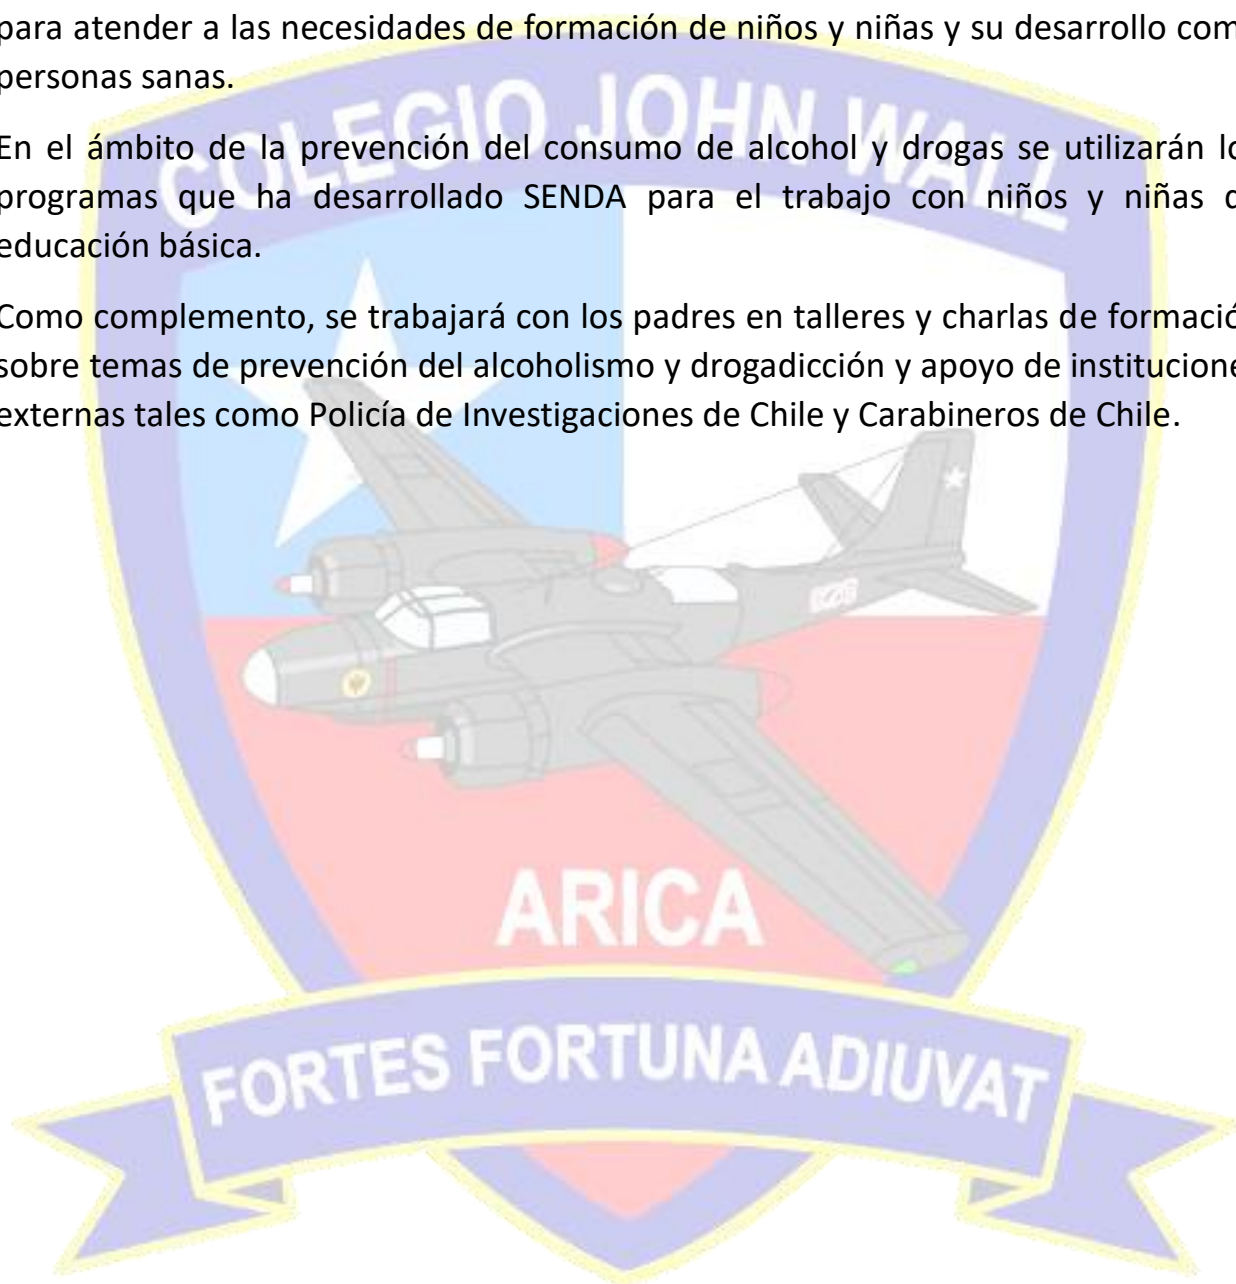 para atender a las necesidades de formación de niños y niñas y su desarrollo com
personas sanas.
En el ámbito de la prevención del consumo de alcohol y drogas se utilizarán lo
programas que ha desarrollado SENDA para el trabajo con niños y niñas d
educación básica.
Como complemento, se trabajará con los padres en talleres y charlas de formació
sobre temas de prevención del alcoholismo y drogadicción y apoyo de institucione
externas tales como Policía de Investigaciones de Chile y Carabineros de Chile.
COLEGIO JOHN WALL
ARICA
FORTES FORTUNA ADIUVAT